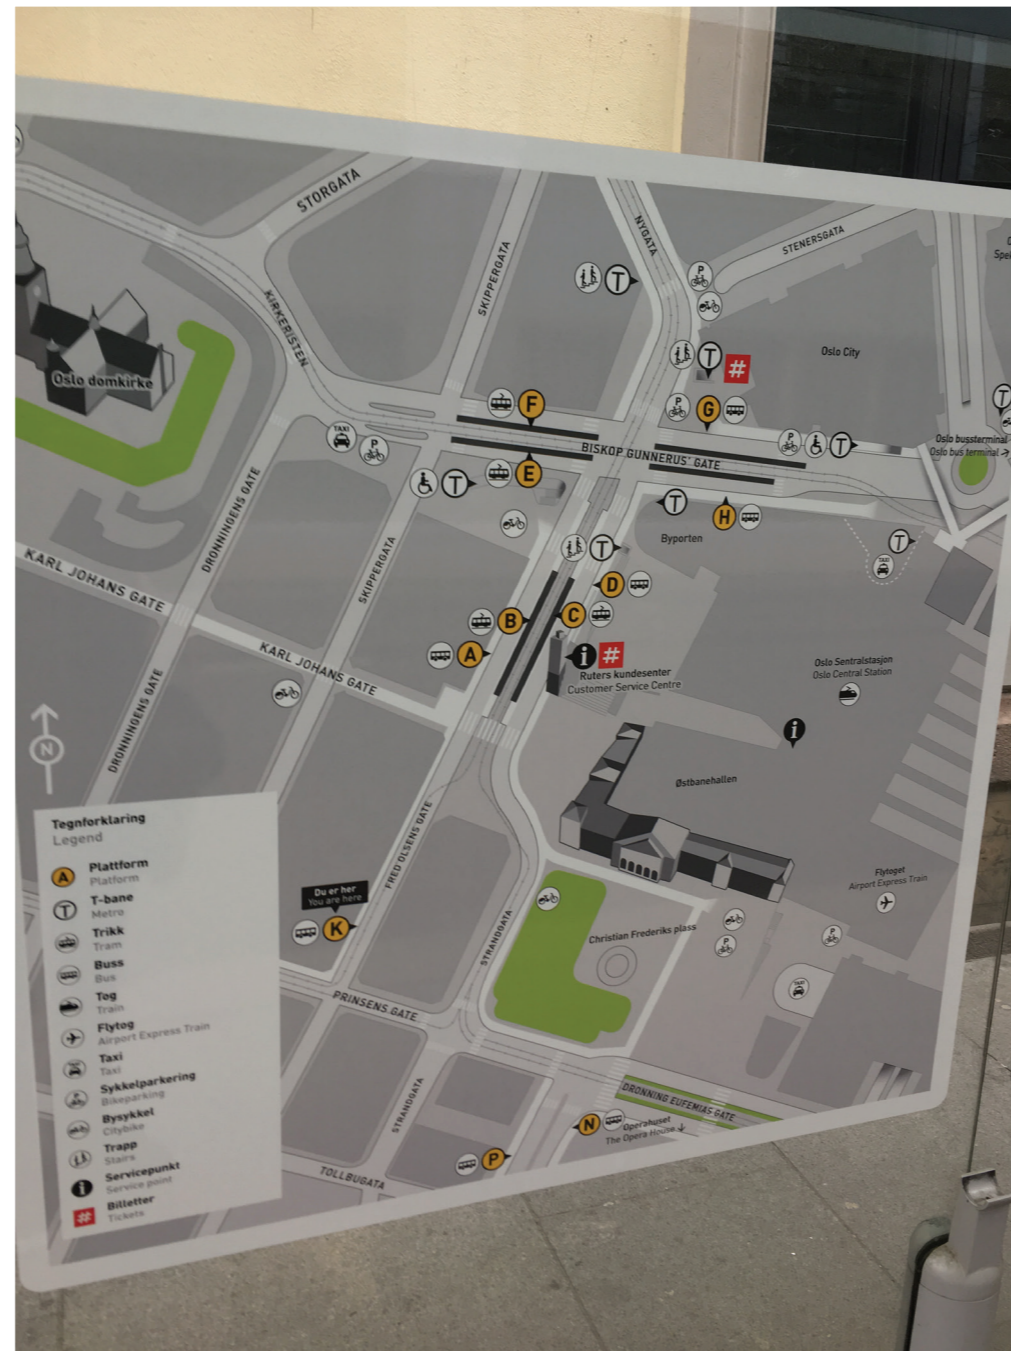 STORGATA
SKIPPERGATA
NYGATA
STENERSGATA
KIRKERISTEN
Oslo City
Oslo domkirke
F
G
TAXI
P
P
P
P
T
T
T
T
T
T
T
T
#
BISKOP GUNNERUS' GATE
Oslo bussterminal
Oslo bus terminal
E
H
Byporten
DRONNINGENS GATE
SKIPPERGATA
KARL JOHANS GATE
D
B
C
A
TAXI
i #
Ruters kundesenter
Customer Service Centre
KARL JOHANS GATE
Oslo Sentralstasjon
Oslo Central Station
DRONNINGENS GATE
i
N
Østbanehallen
FRED OLSENS GATE
Flytoget
Airport Express Train
Du er her
You are here
K
STRANDGATA
Christian Frederiks plass
P
P
TAXI
PRINSENS GATE
STRANDGATA
DRONNING EUFEMIAS GATE
N
Operahuset
The Opera House
P
TOLLBUGATA
Tegnforklaring
Legend
A
Plattform
Platform
T
T-bane
Metro
Trikk
Tram
Buss
Bus
Tog
Train
Flytog
Airport Express Train
Taxi
Taxi
Sykkelparkering
Bikeparking
Bysykkel
Citybike
Trapp
Stairs
i
Servicepunkt
Service point
#
Billetter
Tickets